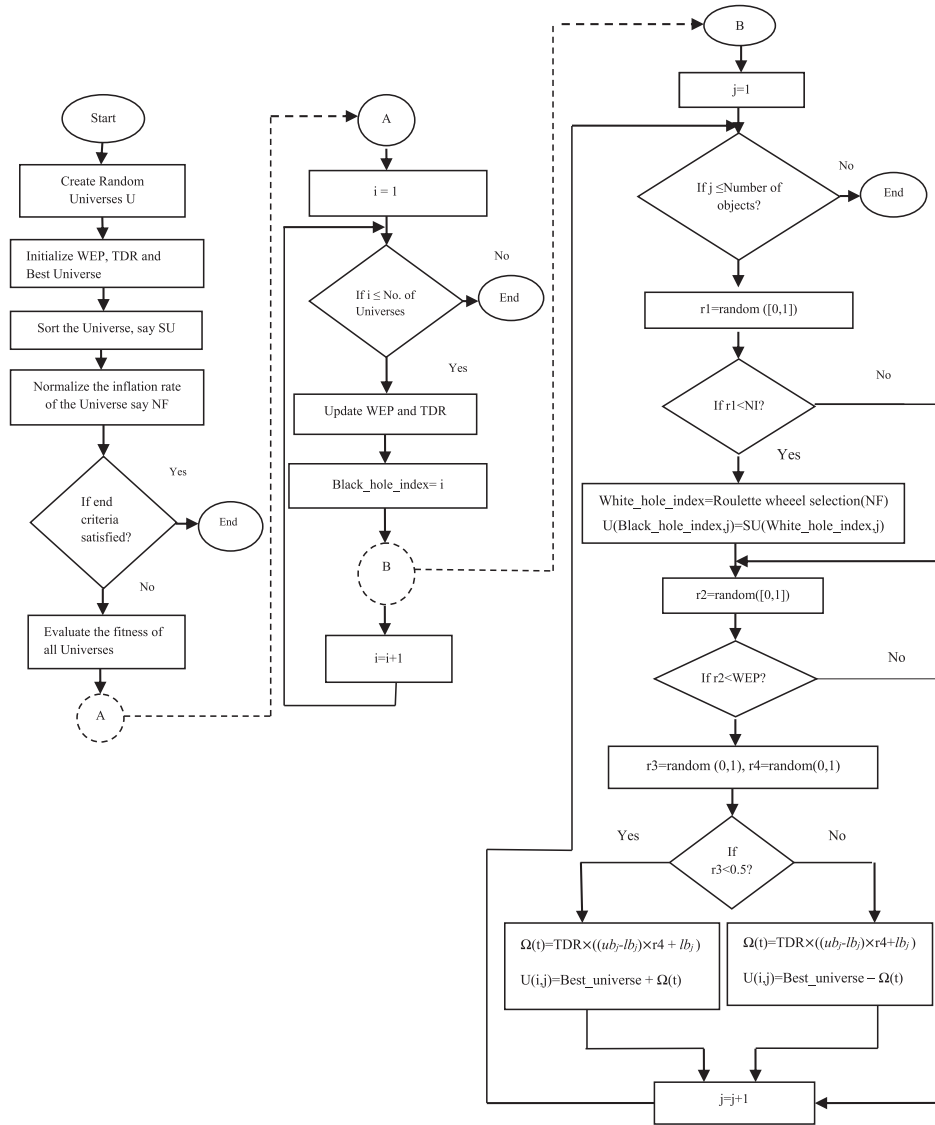 Start
Create Random
Universes U
Initialize WEP, TDR and
Best Universe
Sort the Universe, say SU
Normalize the inflation rate
of the Universe say NF
Yes
If end
criteria
satisfied?
End
No
Evaluate the fitness of
all Universes
A
A
i = 1
No
If i ≤ No. of
Universes
End
Yes
Update WEP and TDR
Black_hole_index= i
B
i=i+1
B
j=1
No
If j ≤Number of
objects?
End
r1=random ([0,1])
No
If r1<NI?
Yes
White_hole_index=Roulette wheeel selection(NF)
U(Black_hole_index,j)=SU(White_hole_index,j)
r2=random([0,1])
No
If r2<WEP?
r3=random (0,1), r4=random(0,1)
Yes
No
If
r3<0.5?
Ω(t)=TDR×((ubj-lbj)×r4 + lbj)
U(i,j)=Best_universe + Ω(t)
Ω(t)=TDR×((ubj-lbj)×r4+lbj)
U(i,j)=Best_universe − Ω(t)
j=j+1